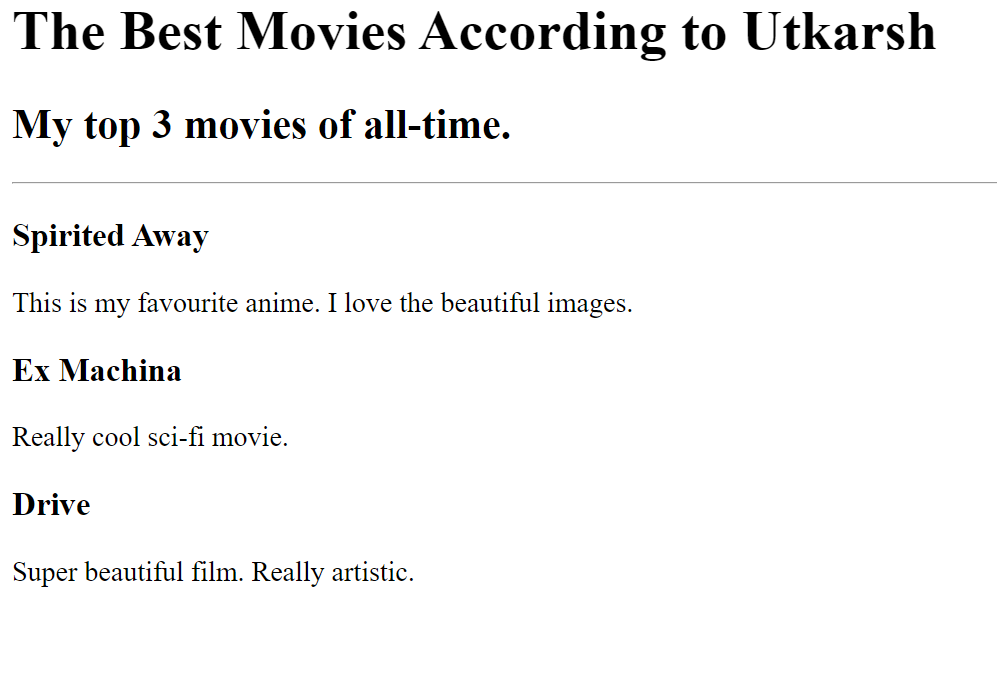 The Best Movies According to Utkarsh
My top 3 movies of all-time.
Spirited Away
This is my favourite anime. I love the beautiful images.
Ex Machina
Really cool sci-fi movie.
Drive
Super beautiful film. Really artistic.